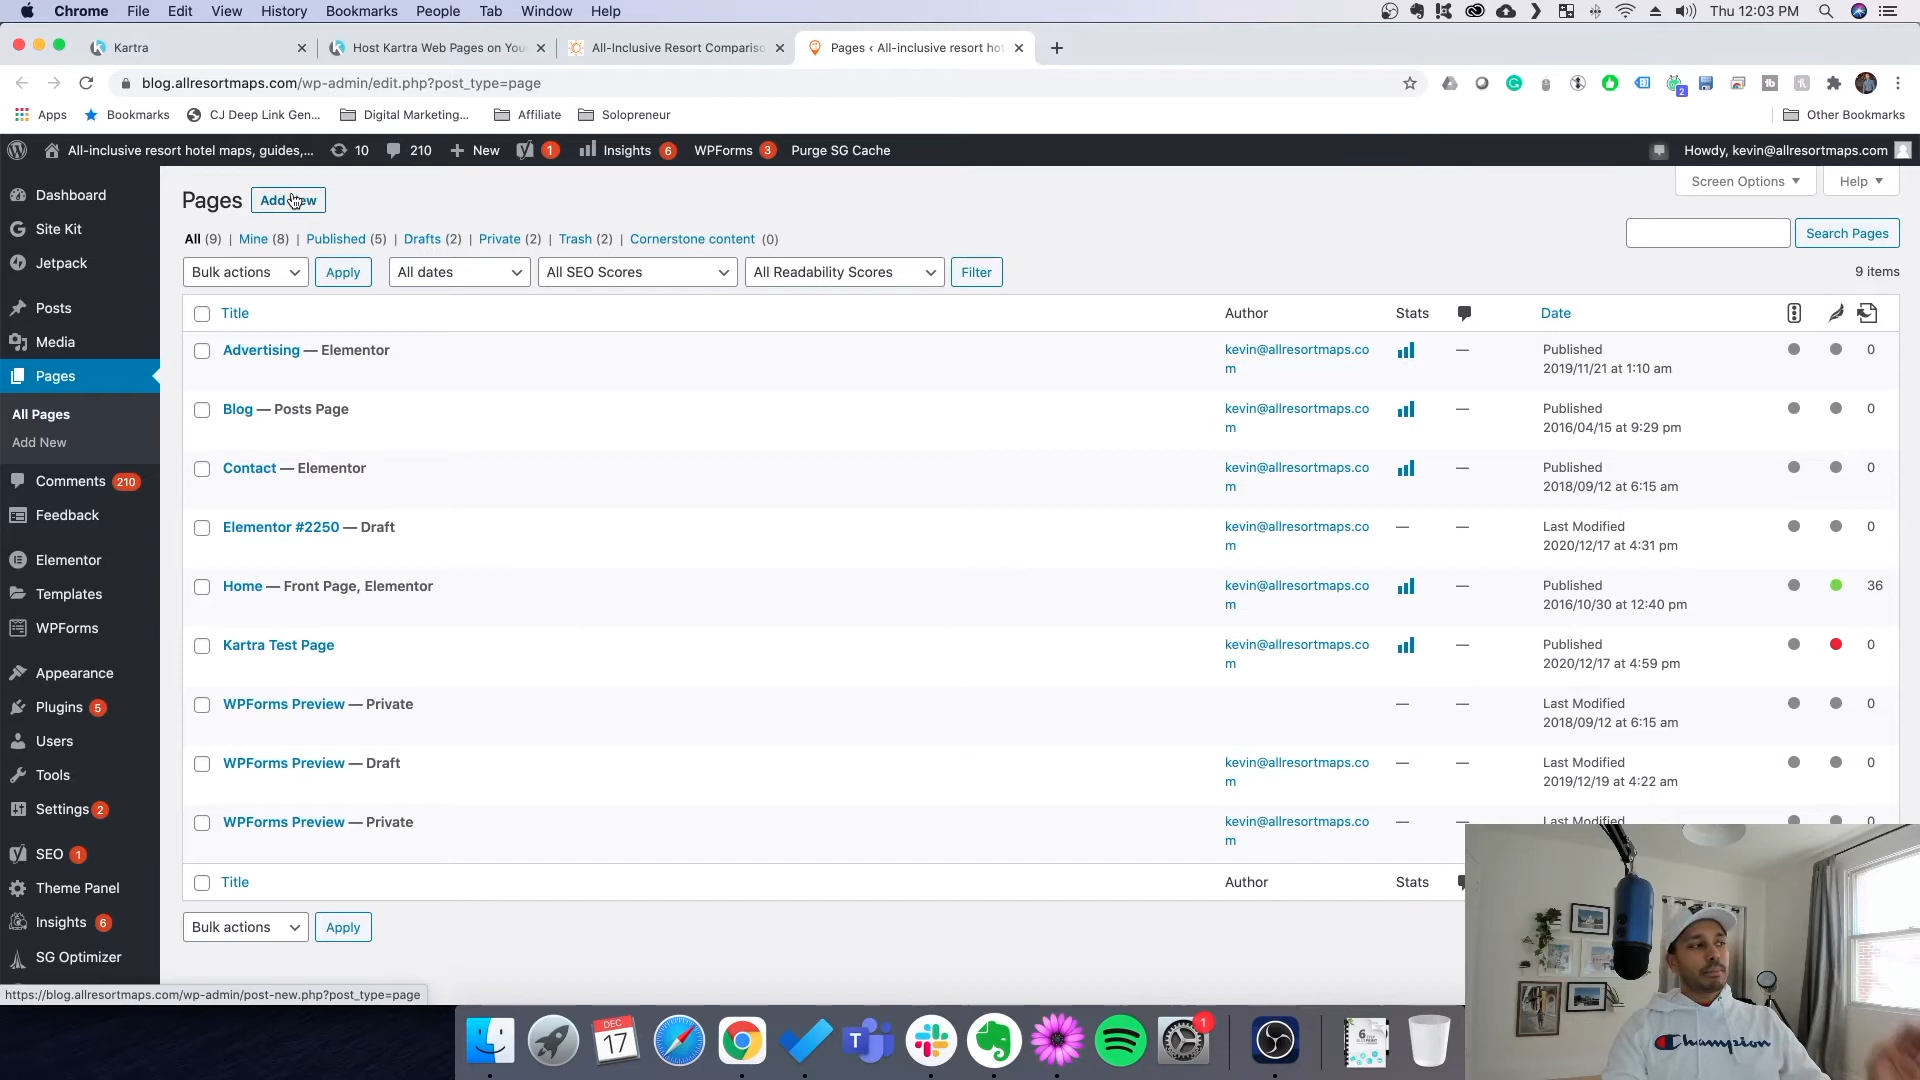 Chrome File Edit View History Bookmarks People Tab Window Help Thu 12:03 PM
Kartra Host Kartra Web Pages on You All-Inclusive Resort Compariso Pages ‹ All-inclusive resort hot
blog.allresortmaps.com/wp-admin/edit.php?post_type=page 2
Apps Bookmarks CJ Deep Link Gen... Digital Marketing... Affiliate Solopreneur Other Bookmarks
All-inclusive resort hotel maps, guides,... 10 210 New 1 Insights 6 WPForms 3 Purge SG Cache Howdy, kevin@allresortmaps.com
Screen Options Help
Dashboard
Site Kit
Jetpack
Posts
Media
Pages
All Pages
Add New
Comments 210
Feedback
Elementor
Templates
WPForms
Appearance
Plugins 5
Users
Tools
Settings 2
SEO 1
Theme Panel
Insights 6
SG Optimizer
Pages Add New
All (9) | Mine (8) | Published (5) | Drafts (2) | Private (2) | Trash (2) | Cornerstone content (0)
Search Pages
Bulk actions Apply All dates All SEO Scores All Readability Scores Filter 9 items
Title Author Stats Date
Advertising — Elementor kevin@allresortmaps.co — Published 0
m 2019/11/21 at 1:10 am
Blog — Posts Page kevin@allresortmaps.co — Published 0
m 2016/04/15 at 9:29 pm
Contact — Elementor kevin@allresortmaps.co — Published 0
m 2018/09/12 at 6:15 am
Elementor #2250 — Draft kevin@allresortmaps.co — — Last Modified 0
m 2020/12/17 at 4:31 pm
Home — Front Page, Elementor kevin@allresortmaps.co — Published 36
m 2016/10/30 at 12:40 pm
Kartra Test Page kevin@allresortmaps.co — Published 0
m 2020/12/17 at 4:59 pm
WPForms Preview — Private — — Last Modified 0
2018/09/12 at 6:15 am
WPForms Preview — Draft kevin@allresortmaps.co — — Last Modified 0
m 2019/12/19 at 4:22 am
WPForms Preview — Private kevin@allresortmaps.co — — Last Modified 0
m
Title Author Stats
Bulk actions Apply
https://blog.allresortmaps.com/wp-admin/post-new.php?post_type=page
DEC
17
1
Champion